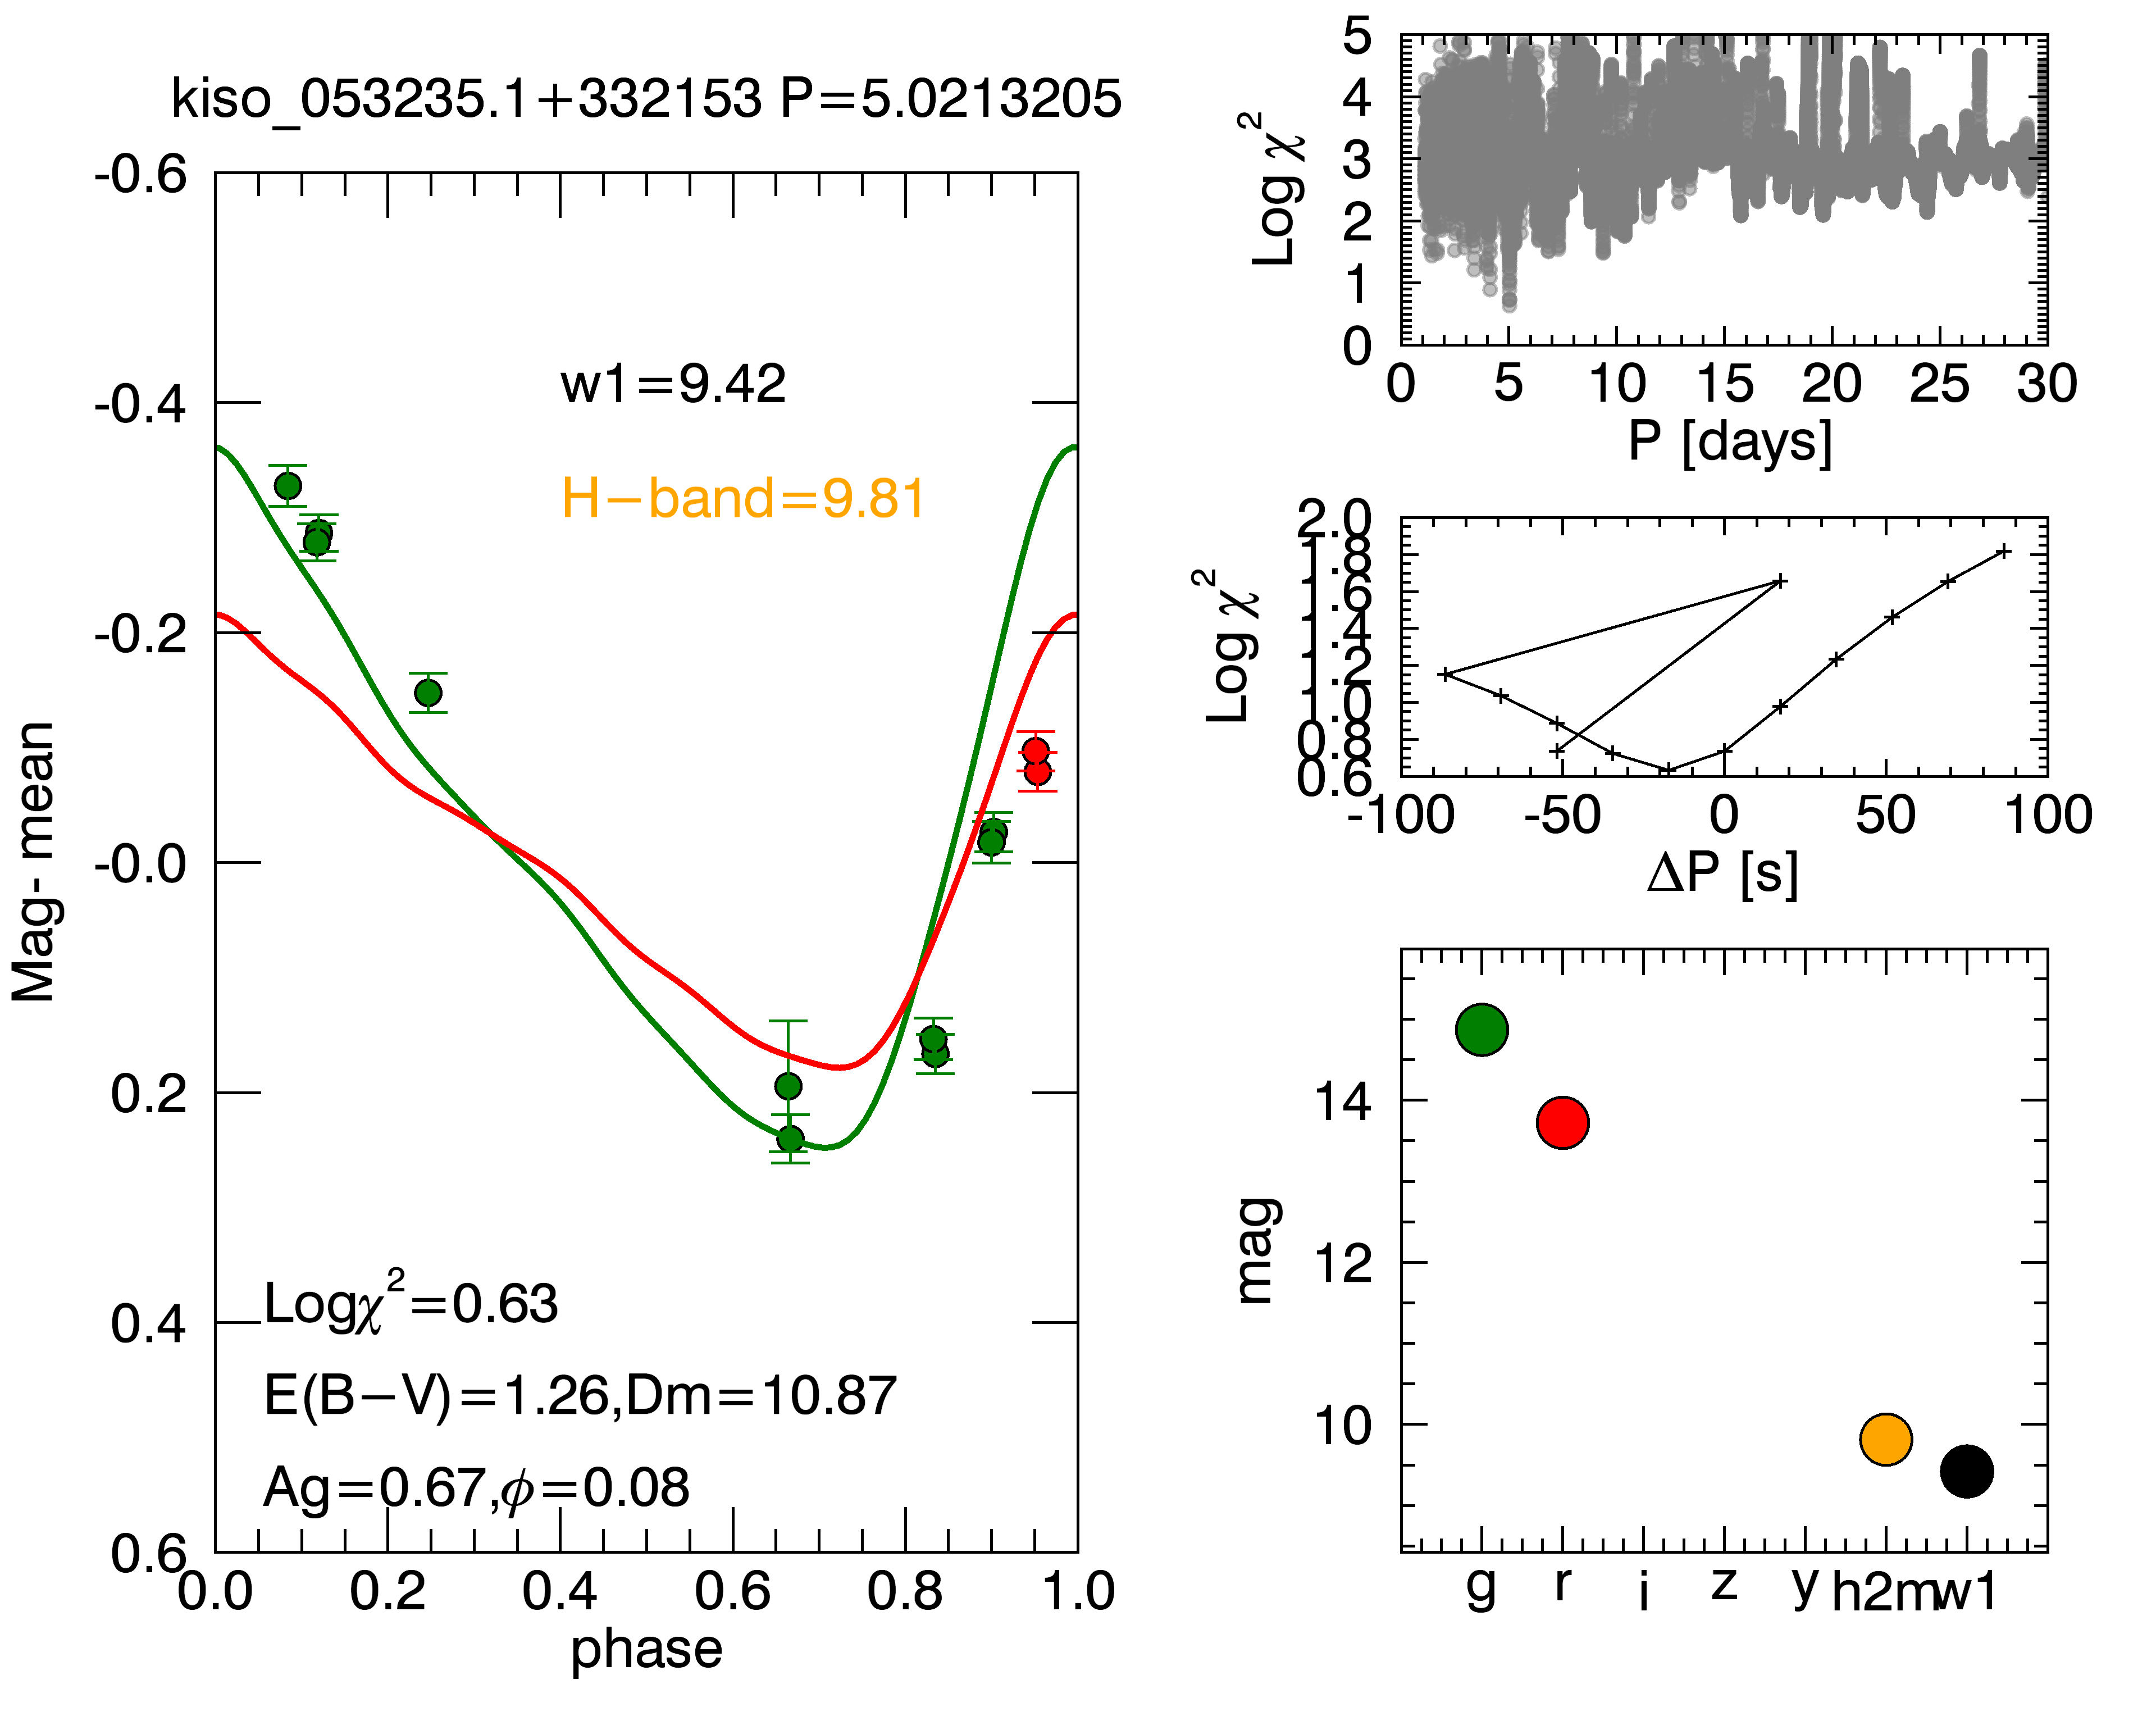 kiso_053235.1+332153 P=5.0213205
-0.6
-0.4
-0.2
-0.0
0.2
0.4
0.6
Mag- mean
w1=9.42
H-band=9.81
Logχ²=0.63
E(B-V)=1.26,Dm=10.87
Ag=0.67,ϕ=0.08
0.0 0.2 0.4 0.6 0.8 1.0
phase
5
4
3
2
1
0
Log χ²
0 5 10 15 20 25 30
P [days]
2.0
1.8
1.6
1.4
1.2
1.0
0.8
0.6
Log χ²
-100 -50 0 50 100
ΔP [s]
14
12
10
mag
g r i z y h2m w1